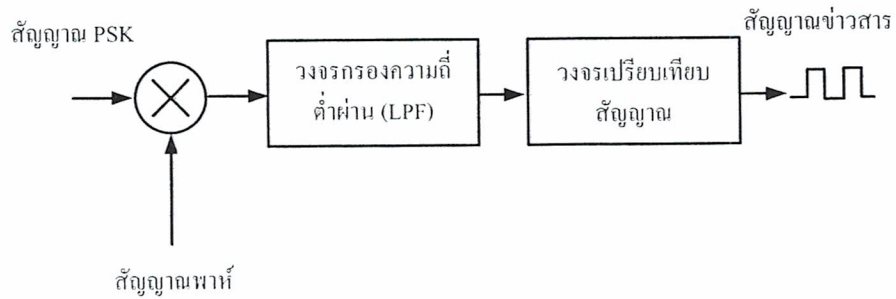 สัญญาณ PSK
สัญญาณข่าวสาร
วงจรกรองความถี่
ต่ำผ่าน (LPF)
วงจรเปรียบเทียบ
สัญญาณ
สัญญาณพาห์